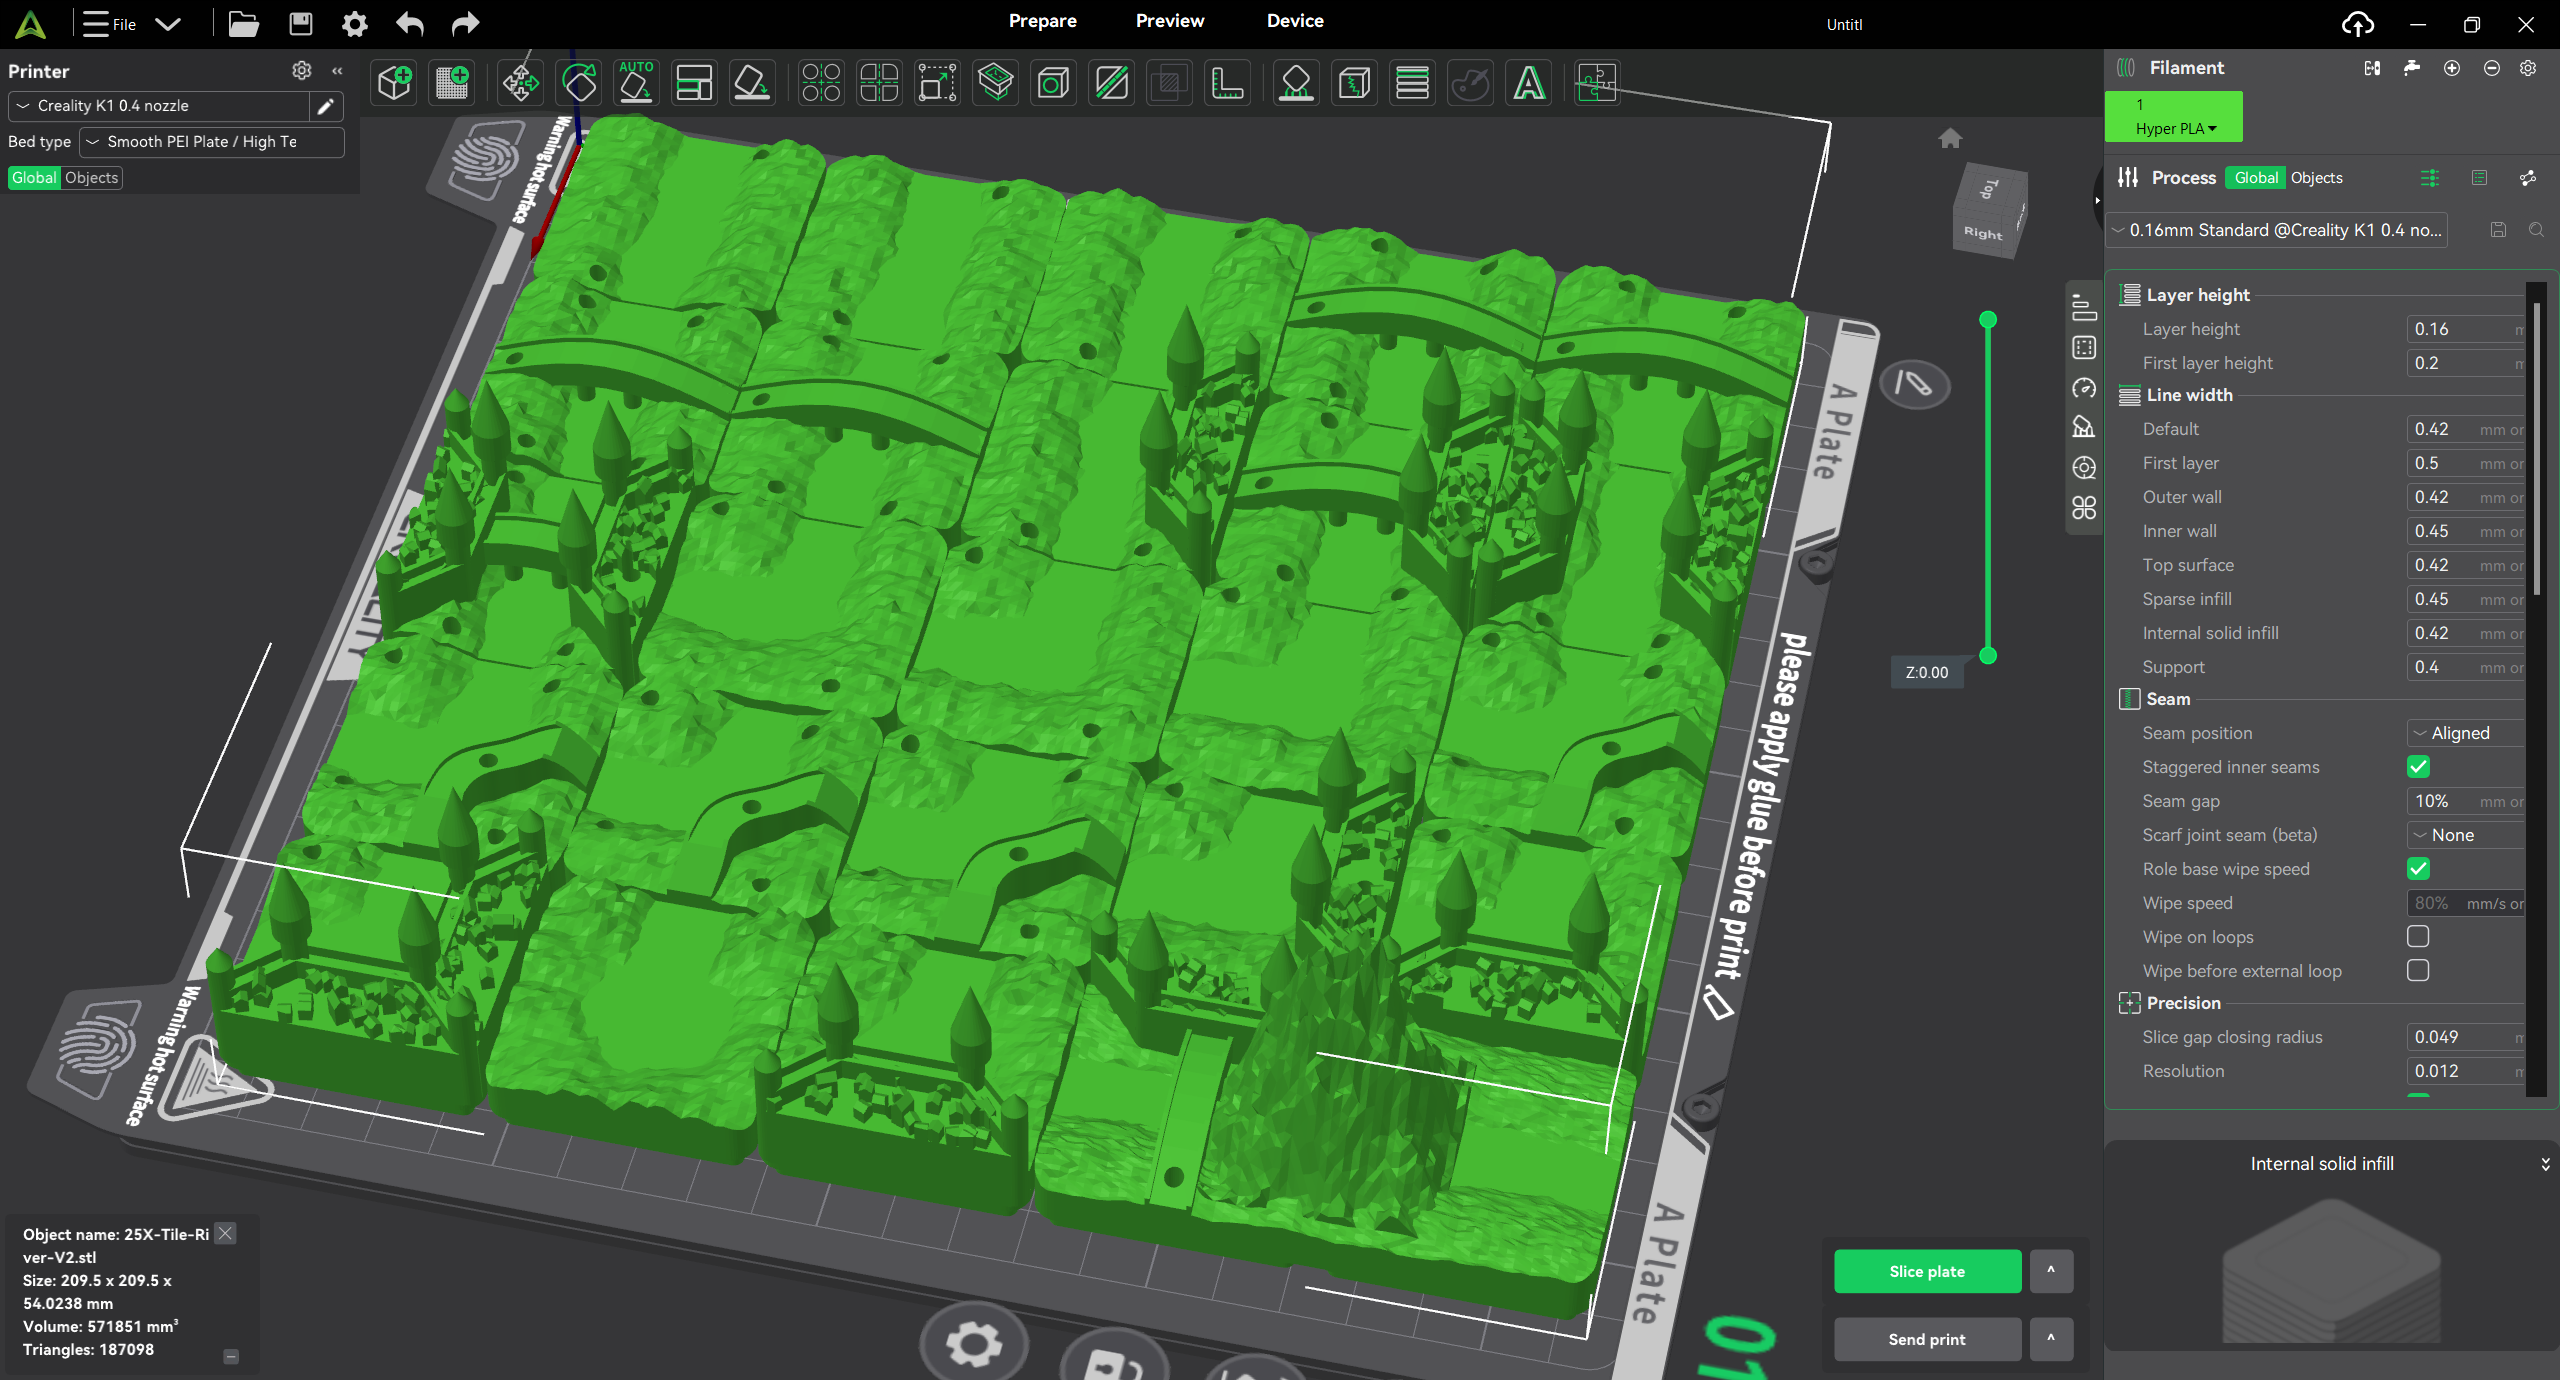 File
Prepare
Preview
Device
Untitl
Printer
Creality K1 0.4 nozzle
Bed type
Smooth PEI Plate / High Te
Global
Objects
AUTO
Warning hot surface
Top
Right
A Plate
please apply glue before print
Z:0.00
Warning hot surface
A Plate
01
Object name: 25X-Tile-Ri
ver-V2.stl
Size: 209.5 x 209.5 x
54.0238 mm
Volume: 571851 mm³
Triangles: 187098
Slice plate
Send print
Filament
1
Hyper PLA
Process
Global
Objects
0.16mm Standard @Creality K1 0.4 no...
Layer height
Layer height 0.16
First layer height 0.2
Line width
Default 0.42 mm or
First layer 0.5 mm or
Outer wall 0.42 mm or
Inner wall 0.45 mm or
Top surface 0.42 mm or
Sparse infill 0.45 mm or
Internal solid infill 0.42 mm or
Support 0.4 mm or
Seam
Seam position Aligned
Staggered inner seams
Seam gap 10% mm or
Scarf joint seam (beta) None
Role base wipe speed
Wipe speed 80% mm/s or
Wipe on loops
Wipe before external loop
Precision
Slice gap closing radius 0.049
Resolution 0.012
Internal solid infill